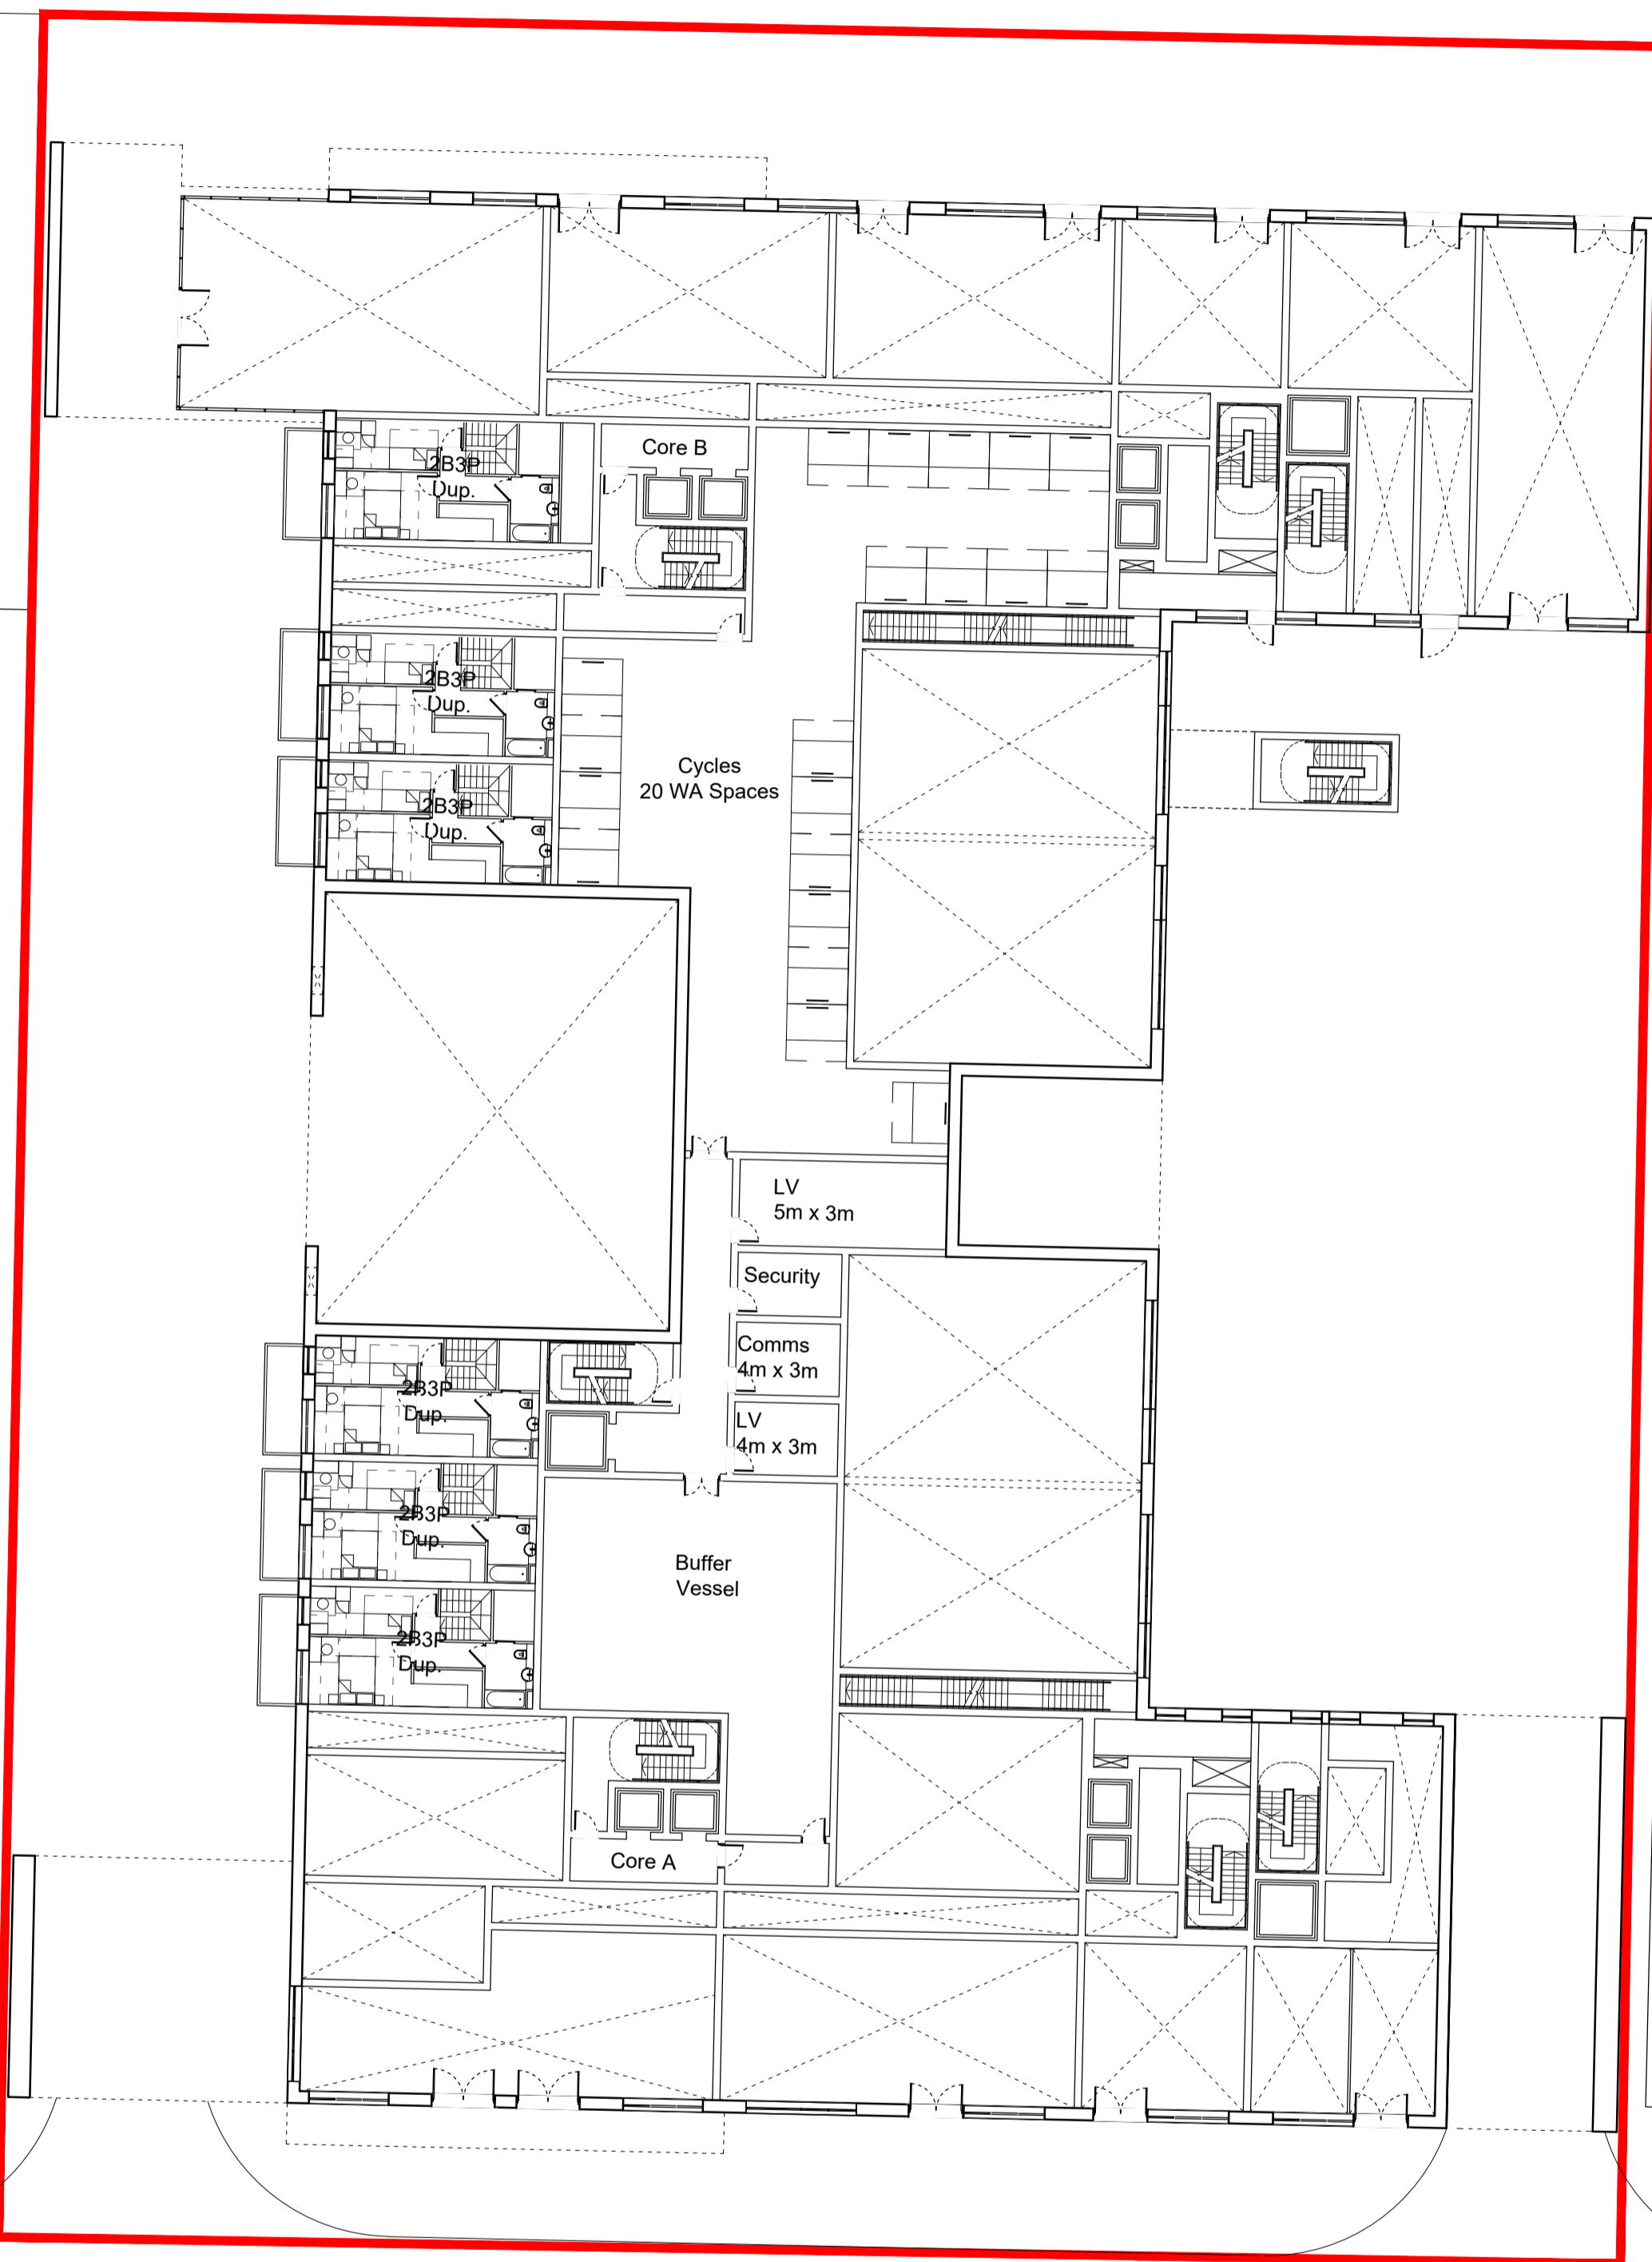 Core B
2B3P
Dup.
2B3P
Dup.
Cycles
20 WA Spaces
2B3P
Dup.
LV
5m x 3m
Security
Comms
4m x 3m
2B3P
Dup.
LV
4m x 3m
2B3P
Dup.
Buffer
Vessel
2B3P
Dup.
Core A